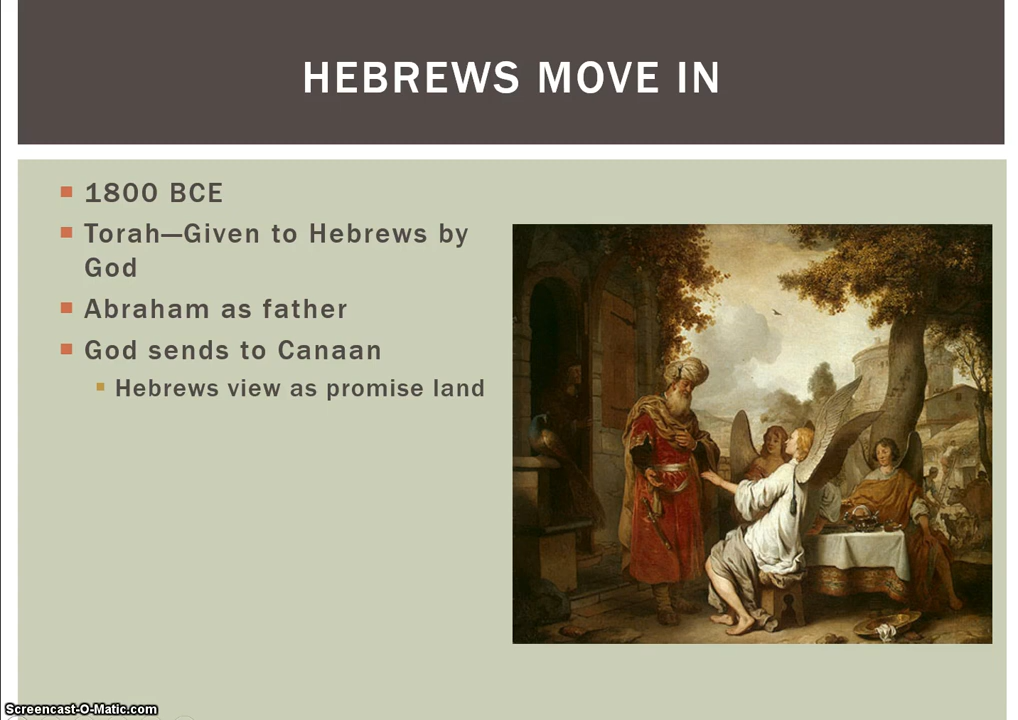 HEBREWS MOVE IN
1800 BCE
Torah—Given to Hebrews by
God
Abraham as father
God sends to Canaan
Hebrews view as promise land
Screencast-O-Matic.com